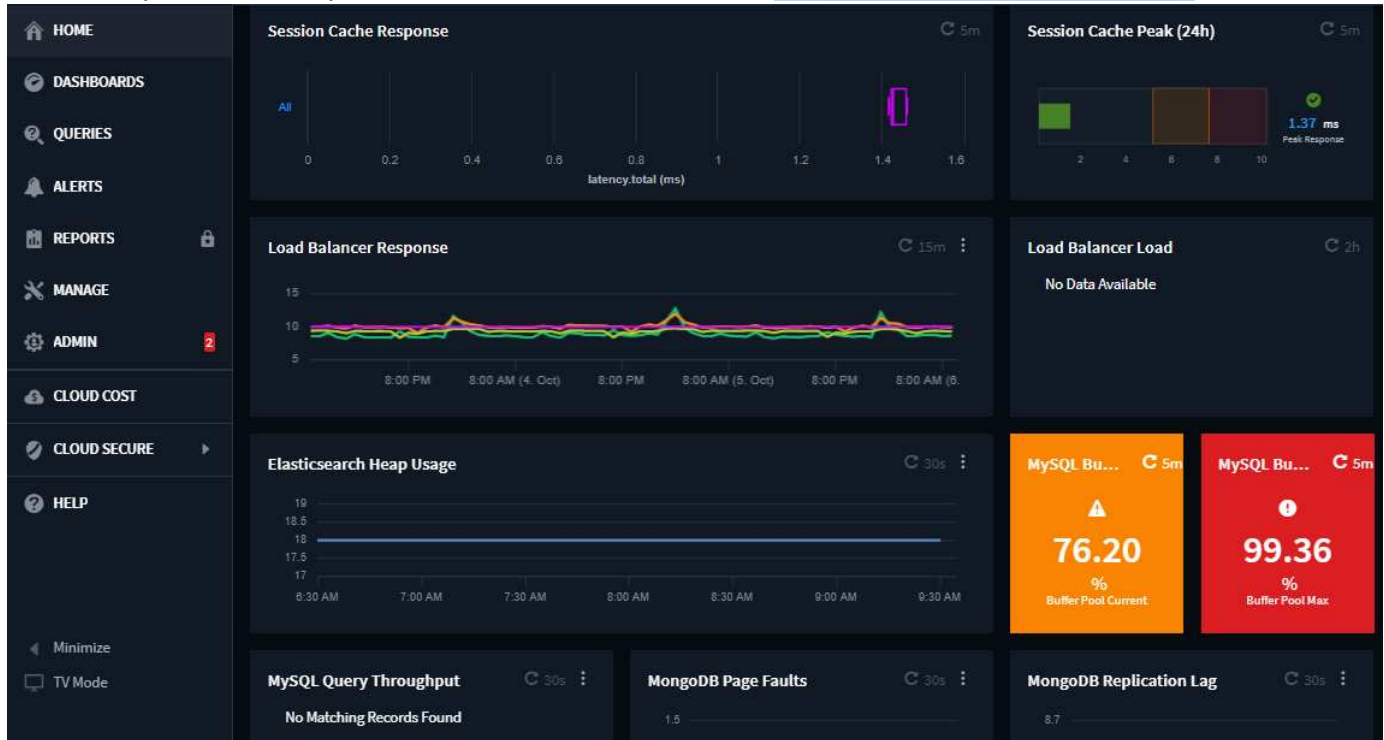 HOME
DASHBOARDS
QUERIES
ALERTS
REPORTS
MANAGE
ADMIN 2
CLOUD COST
CLOUD SECURE
HELP
Minimize
TV Mode
Session Cache Response 5m
All
0 0.2 0.4 0.6 0.8 1 1.2 1.4 1.6
latency.total (ms)
Session Cache Peak (24h) 5m
1.37 ms
Peak Response
2 4 6 8 10
Load Balancer Response 15m
15
10
5
8:00 PM 8:00 AM (4. Oct) 8:00 PM 8:00 AM (5. Oct) 8:00 PM 8:00 AM (6.
Load Balancer Load 2h
No Data Available
Elasticsearch Heap Usage 30s
19
18.5
18
17.5
17
6:30 AM 7:00 AM 7:30 AM 8:00 AM 8:30 AM 9:00 AM 9:30 AM
MySQL Bu... 5m
76.20
%
Buffer Pool Current
MySQL Bu... 5m
99.36
%
Buffer Pool Max
MySQL Query Throughput 30s
No Matching Records Found
MongoDB Page Faults 30s
1.5
MongoDB Replication Lag 30s
8.7